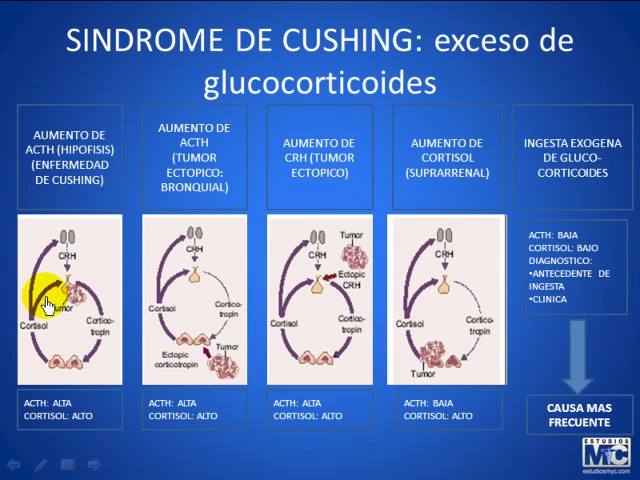 SINDROME DE CUSHING: exceso de
glucocorticoides
AUMENTO DE
ACTH (HIPOFISIS)
(ENFERMEDAD
DE CUSHING)
AUMENTO DE
ACTH
(TUMOR
ECTOPICO:
BRONQUIAL)
AUMENTO DE
CRH (TUMOR
ECTOPICO)
AUMENTO DE
CORTISOL
(SUPRARRENAL)
INGESTA EXOGENA
DE GLUCO-
CORTICOIDES
CRH
Tumor
Cortisol
Cortico-
tropin
CRH
Cortisol
Cortico-
tropin
Ectopic
corticotropin
Tumor
Tumor
CRH
Ectopic
CRH
Cortisol
Cortico-
tropin
CRH
Cortisol
Cortico-
tropin
Tumor
ACTH: BAJA
CORTISOL: BAJO
DIAGNOSTICO:
•ANTECEDENTE DE
INGESTA
•CLINICA
ACTH: ALTA
CORTISOL: ALTO
ACTH: ALTA
CORTISOL: ALTO
ACTH: ALTA
CORTISOL: ALTO
ACTH: BAJA
CORTISOL: ALTO
CAUSA MAS
FRECUENTE
ESTUDIOS
MyC
estudiosmyc.com